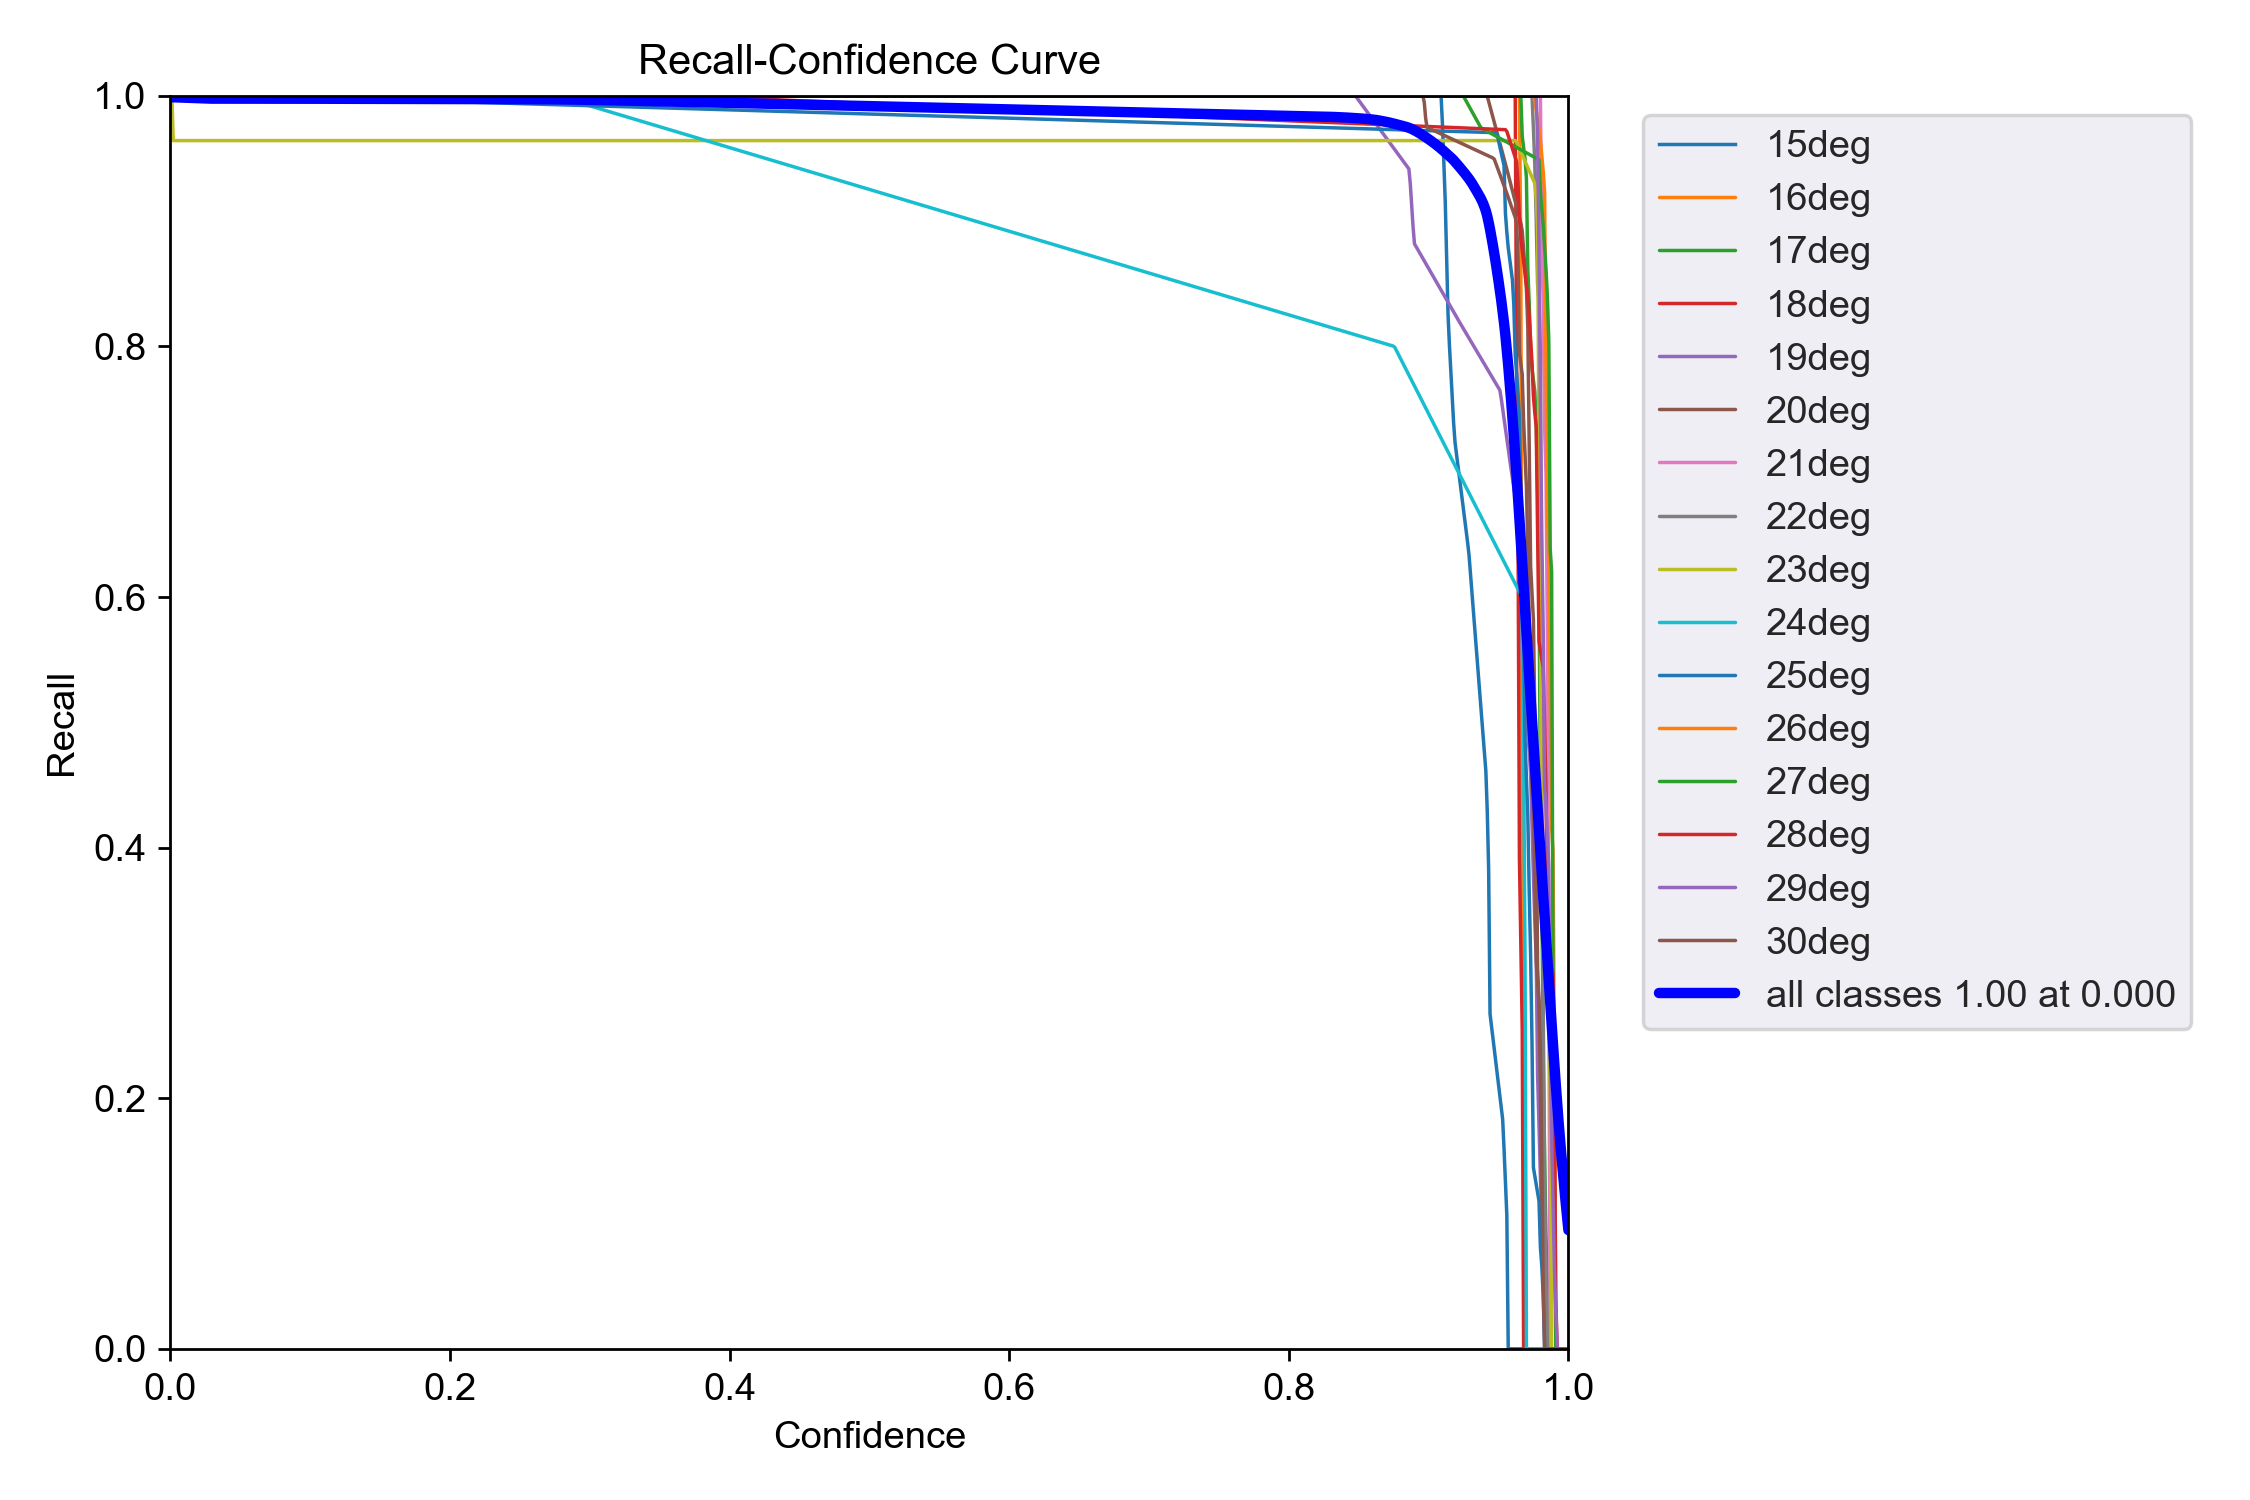 Recall-Confidence Curve
1.0
0.8
0.6
0.4
0.2
0.0
Recall
0.0 0.2 0.4 0.6 0.8 1.0
Confidence
15deg
16deg
17deg
18deg
19deg
20deg
21deg
22deg
23deg
24deg
25deg
26deg
27deg
28deg
29deg
30deg
all classes 1.00 at 0.000